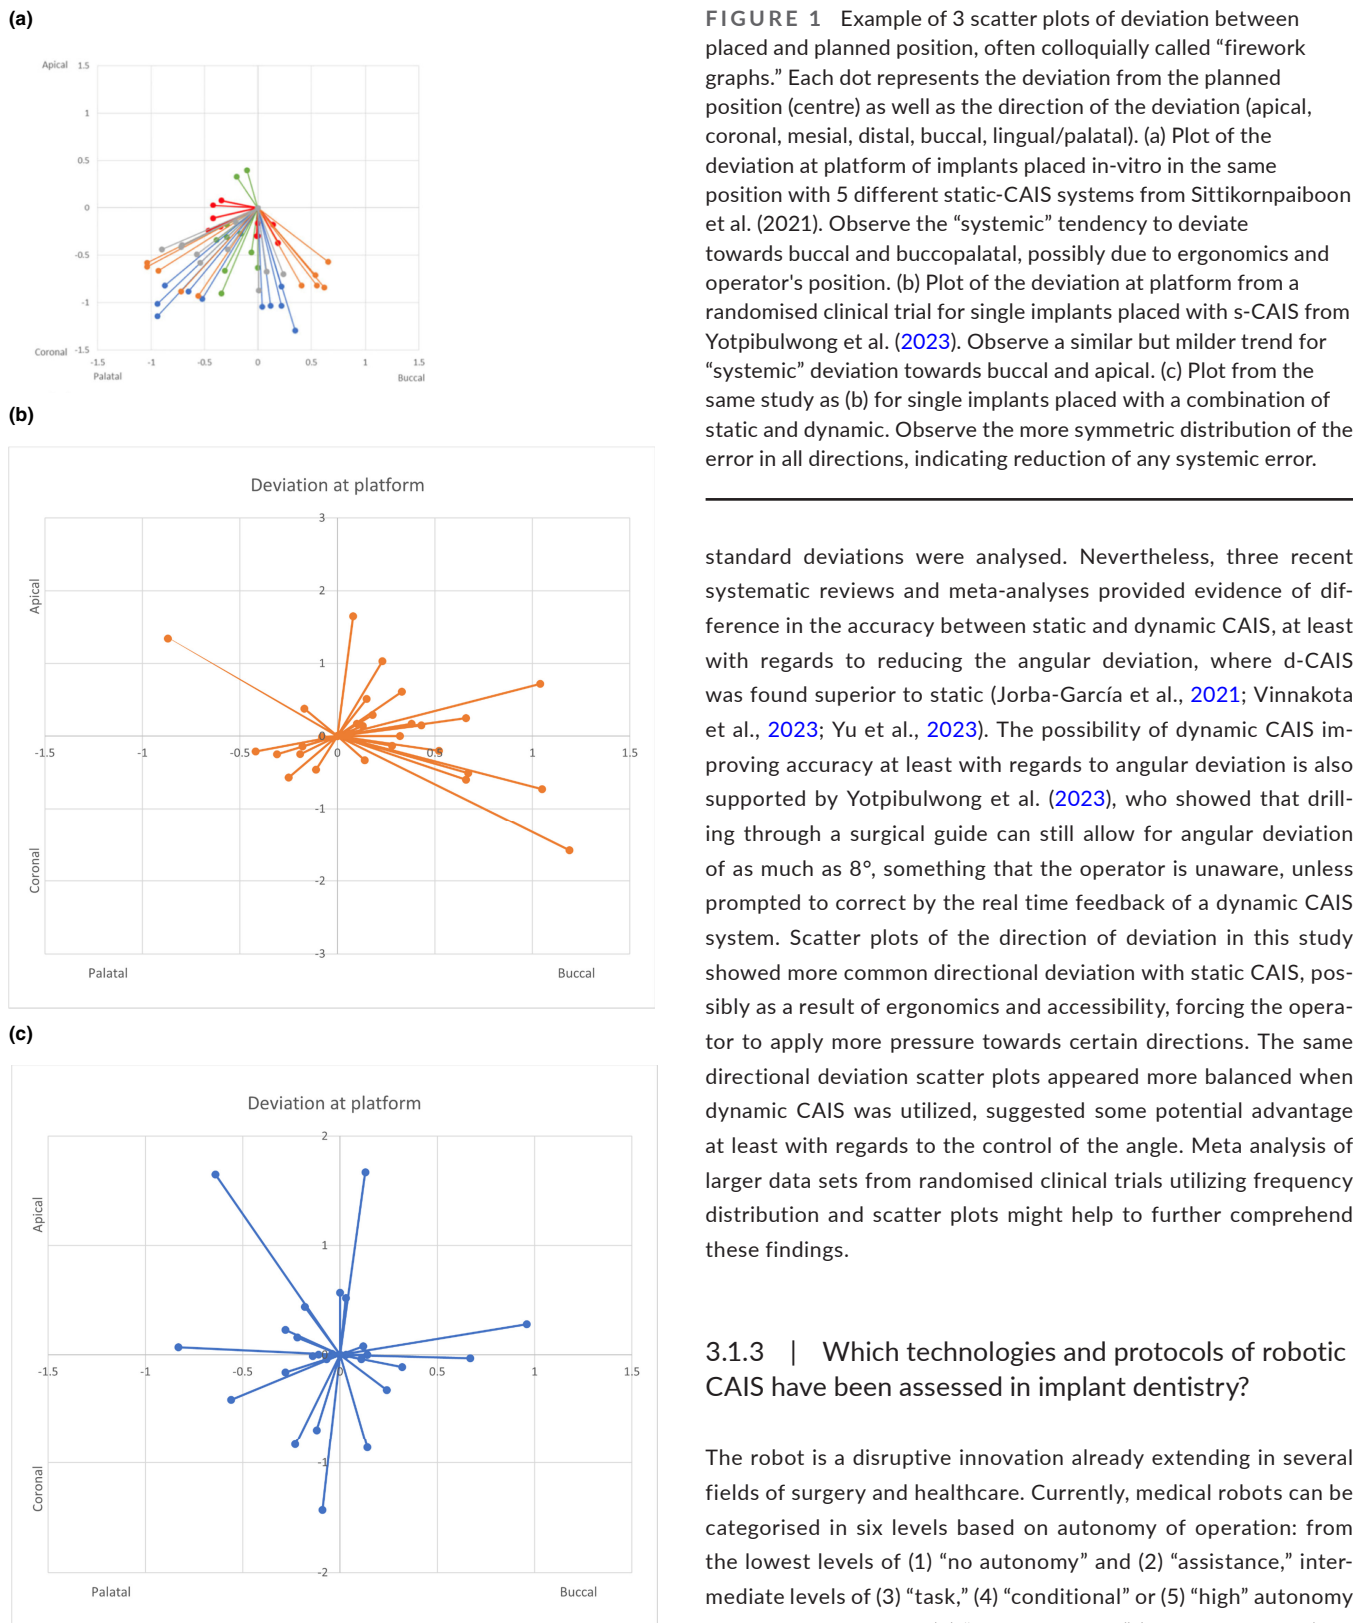 (a)
Apical 1.5
1
0.5
0
-0.5
-1
Coronal -1.5
-1.5 -1 -0.5 0 0.5 1 1.5
Palatal Buccal
(b)
Deviation at platform
3
2
1
0
-1
-2
-3
-1.5 -1 -0.5 0 0.5 1 1.5
Apical
Coronal
Palatal Buccal
(c)
Deviation at platform
2
1
0
-1
-2
-1.5 -1 -0.5 0 0.5 1 1.5
Apical
Coronal
Palatal Buccal
FIGURE 1 Example of 3 scatter plots of deviation between
placed and planned position, often colloquially called “firework
graphs.” Each dot represents the deviation from the planned
position (centre) as well as the direction of the deviation (apical,
coronal, mesial, distal, buccal, lingual/palatal). (a) Plot of the
deviation at platform of implants placed in-vitro in the same
position with 5 different static-CAIS systems from Sittikornpaiboon
et al. (2021). Observe the “systemic” tendency to deviate
towards buccal and buccopalatal, possibly due to ergonomics and
operator's position. (b) Plot of the deviation at platform from a
randomised clinical trial for single implants placed with s-CAIS from
Yotpibulwong et al. (2023). Observe a similar but milder trend for
“systemic” deviation towards buccal and apical. (c) Plot from the
same study as (b) for single implants placed with a combination of
static and dynamic. Observe the more symmetric distribution of the
error in all directions, indicating reduction of any systemic error.
standard deviations were analysed. Nevertheless, three recent
systematic reviews and meta-analyses provided evidence of dif-
ference in the accuracy between static and dynamic CAIS, at least
with regards to reducing the angular deviation, where d-CAIS
was found superior to static (Jorba-García et al., 2021; Vinnakota
et al., 2023; Yu et al., 2023). The possibility of dynamic CAIS im-
proving accuracy at least with regards to angular deviation is also
supported by Yotpibulwong et al. (2023), who showed that drill-
ing through a surgical guide can still allow for angular deviation
of as much as 8°, something that the operator is unaware, unless
prompted to correct by the real time feedback of a dynamic CAIS
system. Scatter plots of the direction of deviation in this study
showed more common directional deviation with static CAIS, pos-
sibly as a result of ergonomics and accessibility, forcing the opera-
tor to apply more pressure towards certain directions. The same
directional deviation scatter plots appeared more balanced when
dynamic CAIS was utilized, suggested some potential advantage
at least with regards to the control of the angle. Meta analysis of
larger data sets from randomised clinical trials utilizing frequency
distribution and scatter plots might help to further comprehend
these findings.
3.1.3 | Which technologies and protocols of robotic
CAIS have been assessed in implant dentistry?
The robot is a disruptive innovation already extending in several
fields of surgery and healthcare. Currently, medical robots can be
categorised in six levels based on autonomy of operation: from
the lowest levels of (1) “no autonomy” and (2) “assistance,” inter-
mediate levels of (3) “task,” (4) “conditional” or (5) “high” autonomy